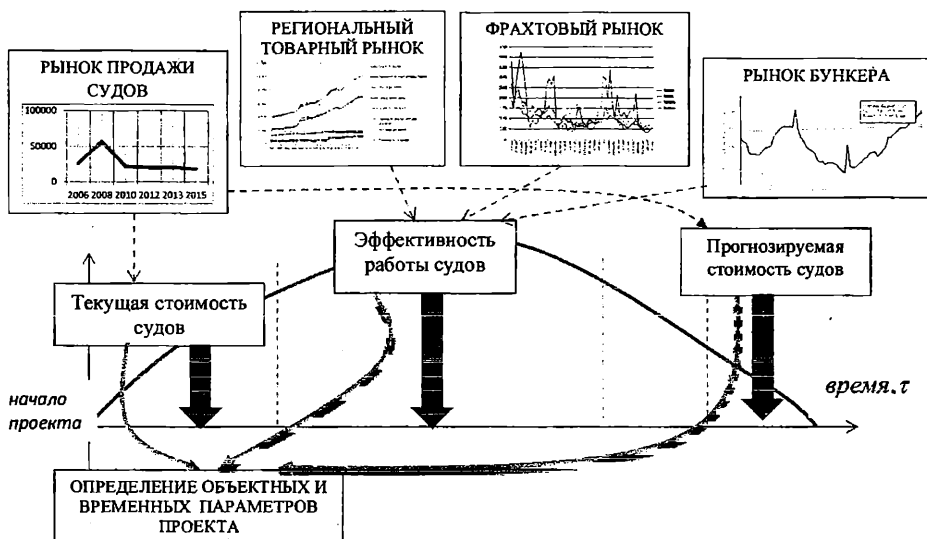 РЫНОК ПРОДАЖИ
СУДОВ
100000
50000
0
2006 2008 2010 2012 2013 2015
РЕГИОНАЛЬНЫЙ
ТОВАРНЫЙ РЫНОК
ФРАХТОВЫЙ РЫНОК
РЫНОК БУНКЕРА
Эффективность
работы судов
Прогнозируемая
стоимость судов
Текущая стоимость
судов
начало
проекта
время, τ
ОПРЕДЕЛЕНИЕ ОБЪЕКТНЫХ И
ВРЕМЕННЫХ ПАРАМЕТРОВ
ПРОЕКТА